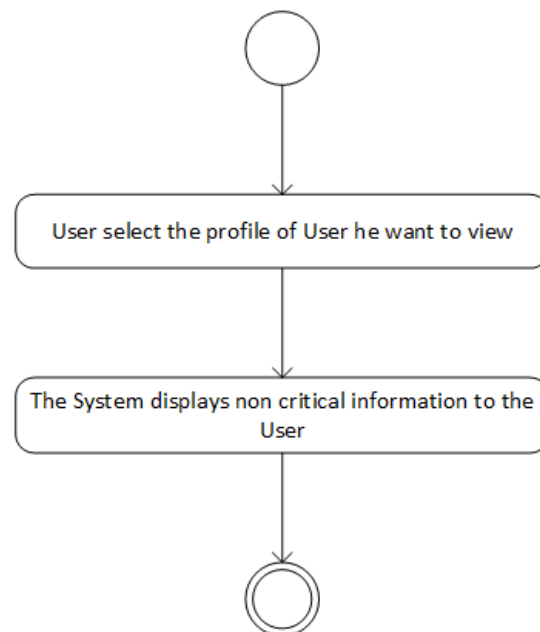 User select the profile of User he want to view
The System displays non critical information to the
User